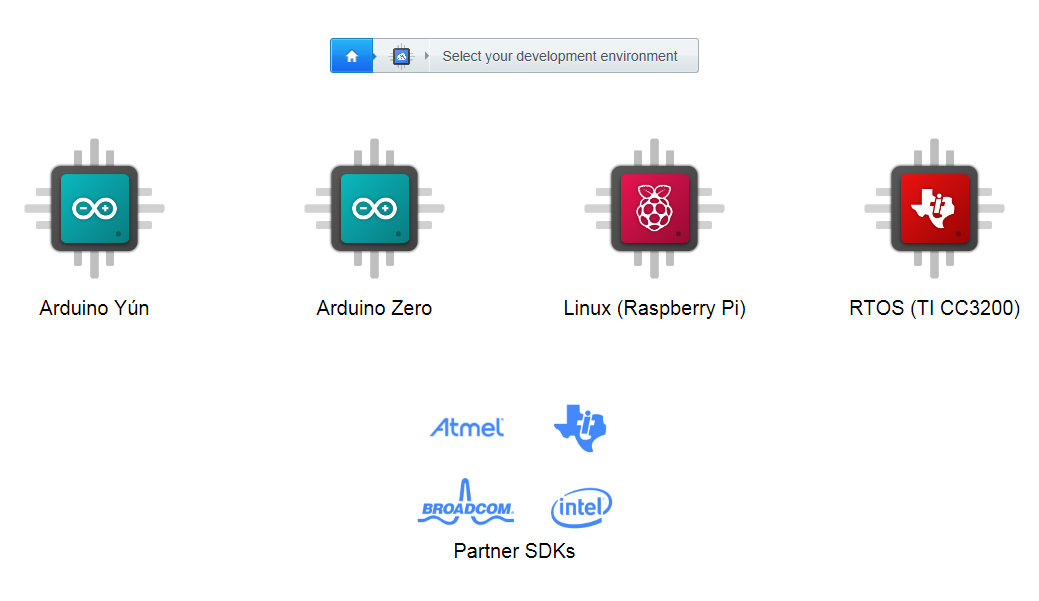 Select your development environment
Arduino Yún
Arduino Zero
Linux (Raspberry Pi)
RTOS (TI CC3200)
Atmel
BROADCOM
intel
Partner SDKs